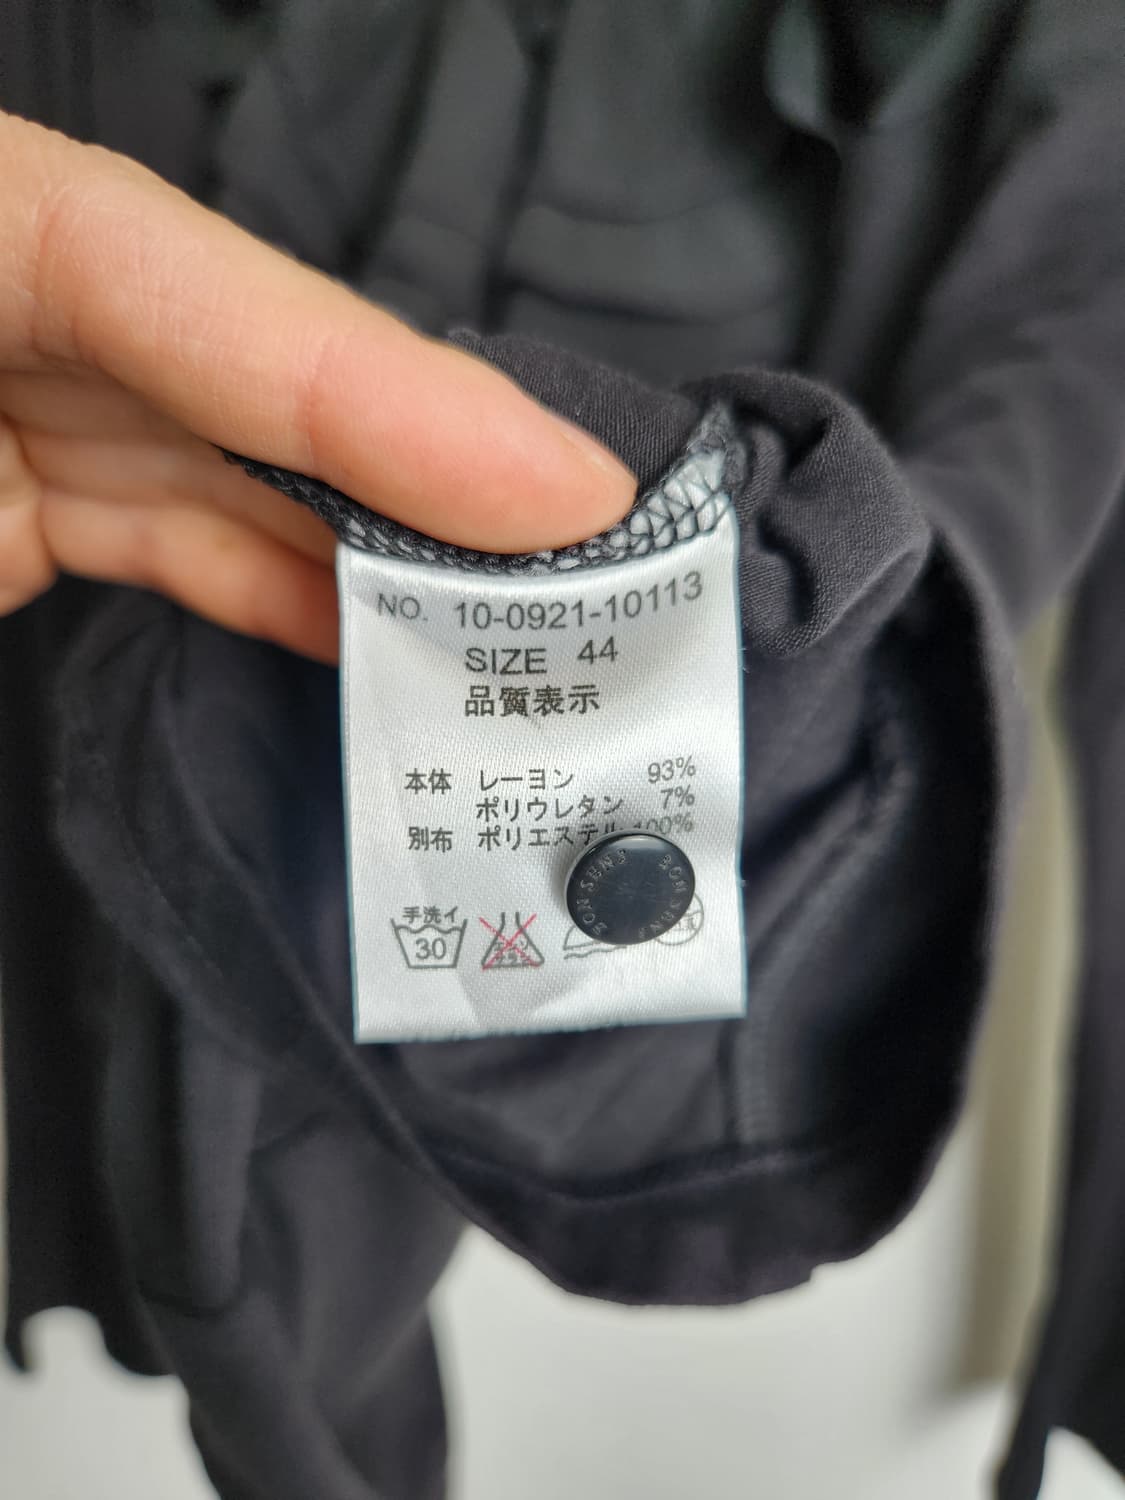 NO. 10-0921-10113
SIZE 44
品質表示
本体 レーヨン 93%
ポリウレタン 7%
別布 ポリエステル 100%
手洗イ
30
BON SENS BON SENS